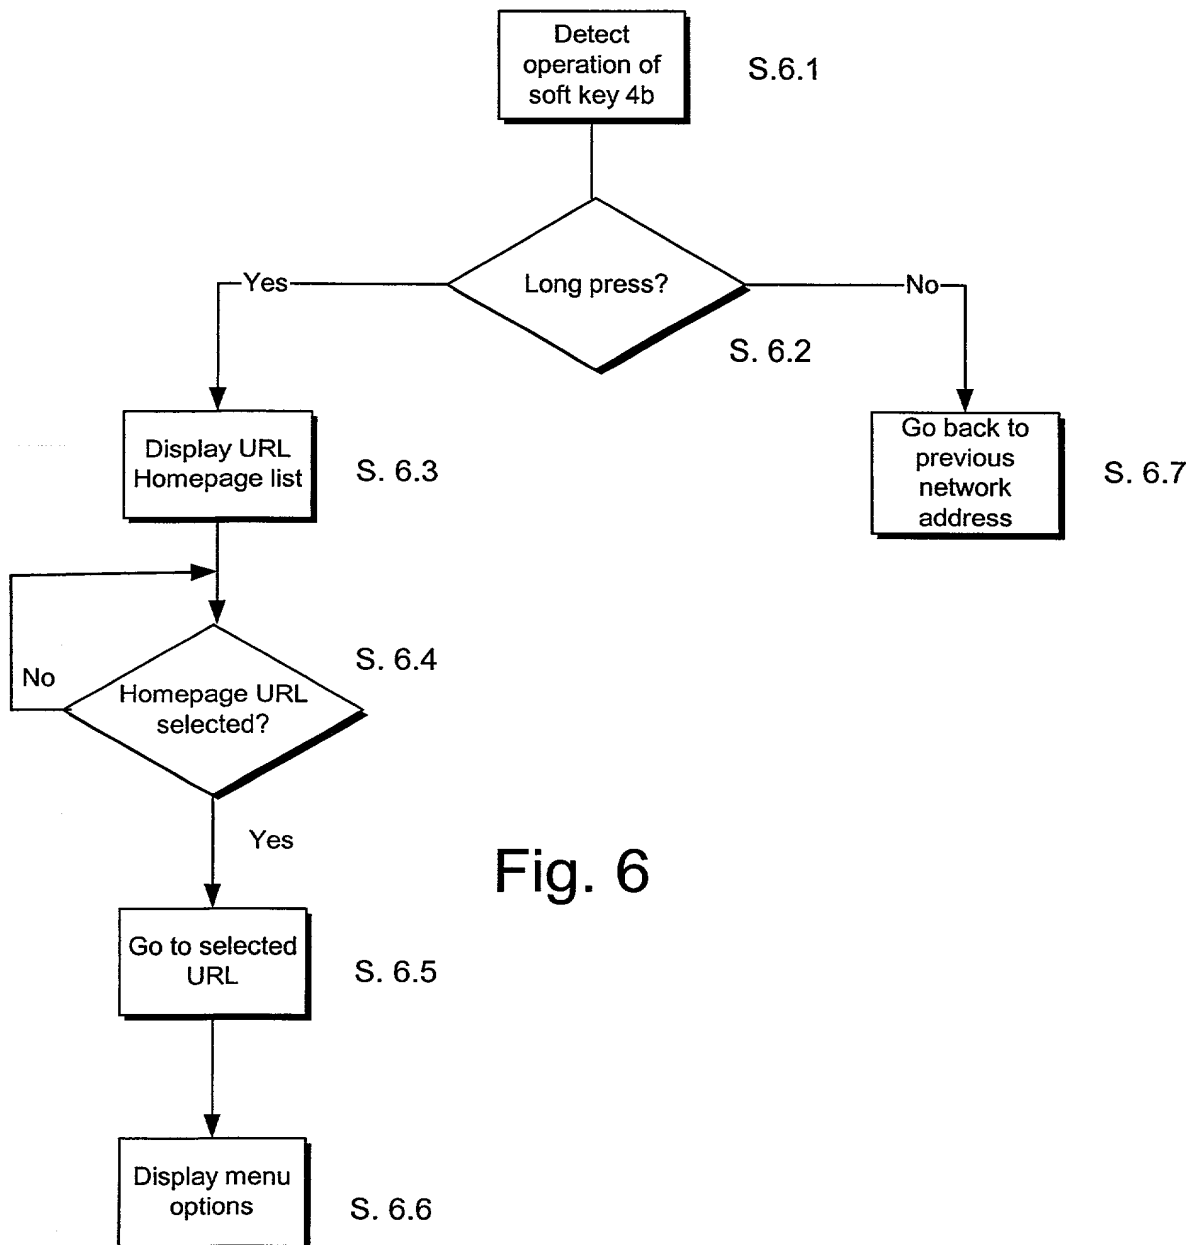 Detect
operation of
soft key 4b
S.6.1
Long press?
Yes
No
S. 6.2
Display URL
Homepage list
S. 6.3
Go back to
previous
network
address
S. 6.7
No
Homepage URL
selected?
S. 6.4
Yes
Fig. 6
Go to selected
URL
S. 6.5
Display menu
options
S. 6.6